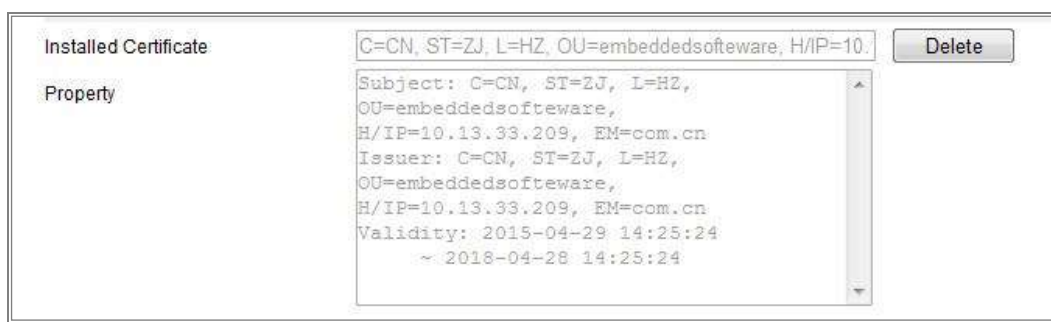 Installed Certificate C=CN, ST=ZJ, L=HZ, OU=embeddedsofteware, H/IP=10. Delete
Property
Subject: C=CN, ST=ZJ, L=HZ,
OU=embeddedsofteware,
H/IP=10.13.33.209, EM=com.cn
Issuer: C=CN, ST=ZJ, L=HZ,
OU=embeddedsofteware,
H/IP=10.13.33.209, EM=com.cn
Validity: 2015-04-29 14:25:24
~ 2018-04-28 14:25:24